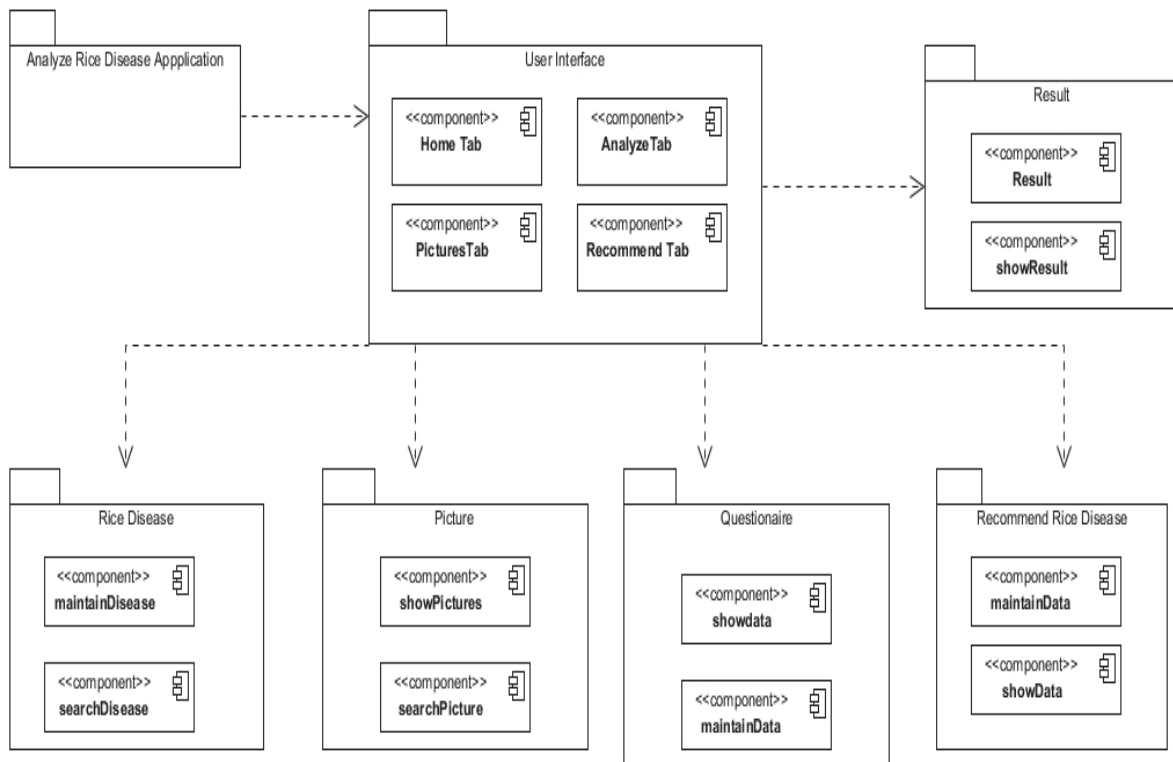 Analyze Rice Disease Appplication
User Interface
<<component>>
Home Tab
<<component>>
AnalyzeTab
<<component>>
PicturesTab
<<component>>
Recommend Tab
Result
<<component>>
Result
<<component>>
showResult
Rice Disease
<<component>>
maintainDisease
<<component>>
searchDisease
Picture
<<component>>
showPictures
<<component>>
searchPicture
Questionaire
<<component>>
showdata
<<component>>
maintainData
Recommend Rice Disease
<<component>>
maintainData
<<component>>
showData